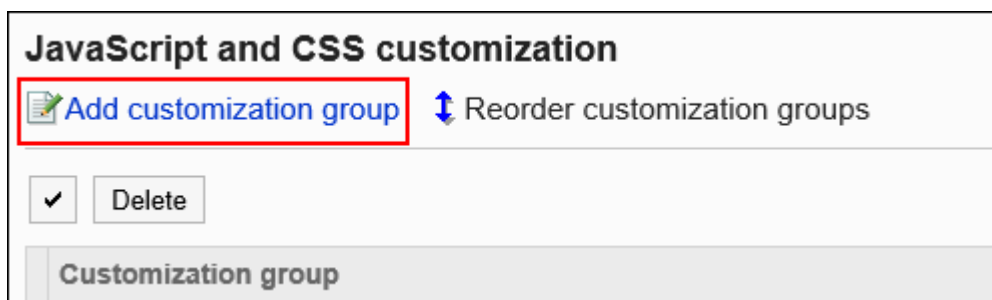 JavaScript and CSS customization
Add customization group Reorder customization groups
Delete
Customization group